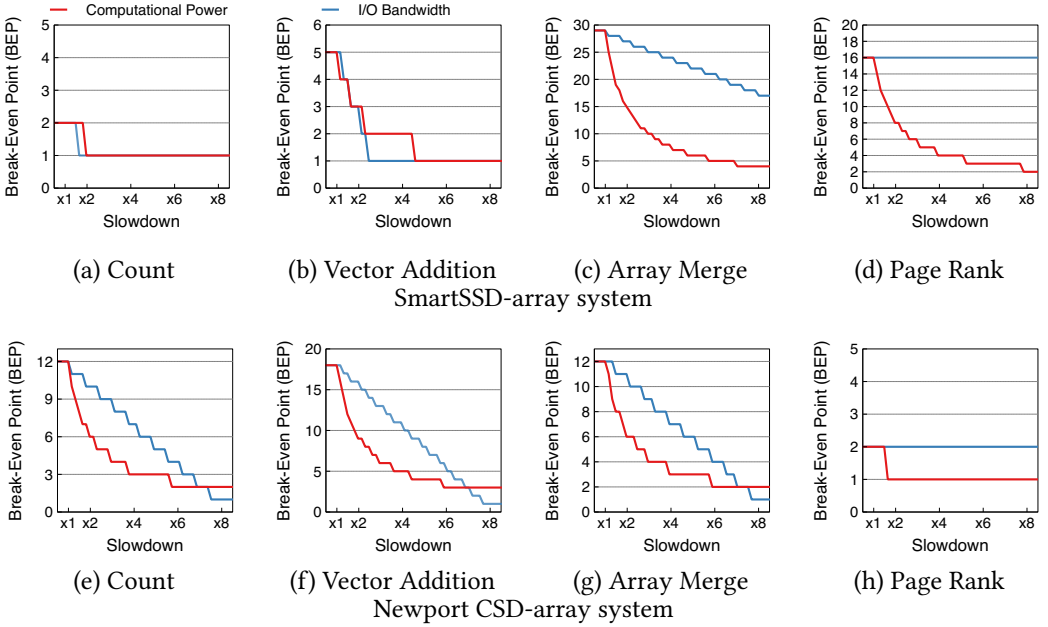 Computational Power
I/O Bandwidth
Break-Even Point (BEP)
5
4
3
2
1
0
x1 x2 x4 x6 x8
Slowdown
(a) Count
Break-Even Point (BEP)
6
5
4
3
2
1
0
x1 x2 x4 x6 x8
Slowdown
(b) Vector Addition
Break-Even Point (BEP)
30
25
20
15
10
5
0
x1 x2 x4 x6 x8
Slowdown
(c) Array Merge
Break-Even Point (BEP)
20
18
16
14
12
10
8
6
4
2
0
x1 x2 x4 x6 x8
Slowdown
(d) Page Rank
SmartSSD-array system
Break-Even Point (BEP)
12
9
6
3
0
x1 x2 x4 x6 x8
Slowdown
(e) Count
Break-Even Point (BEP)
20
15
10
5
0
x1 x2 x4 x6 x8
Slowdown
(f) Vector Addition
Break-Even Point (BEP)
12
10
8
6
4
2
0
x1 x2 x4 x6 x8
Slowdown
(g) Array Merge
Break-Even Point (BEP)
5
4
3
2
1
0
x1 x2 x4 x6 x8
Slowdown
(h) Page Rank
Newport CSD-array system